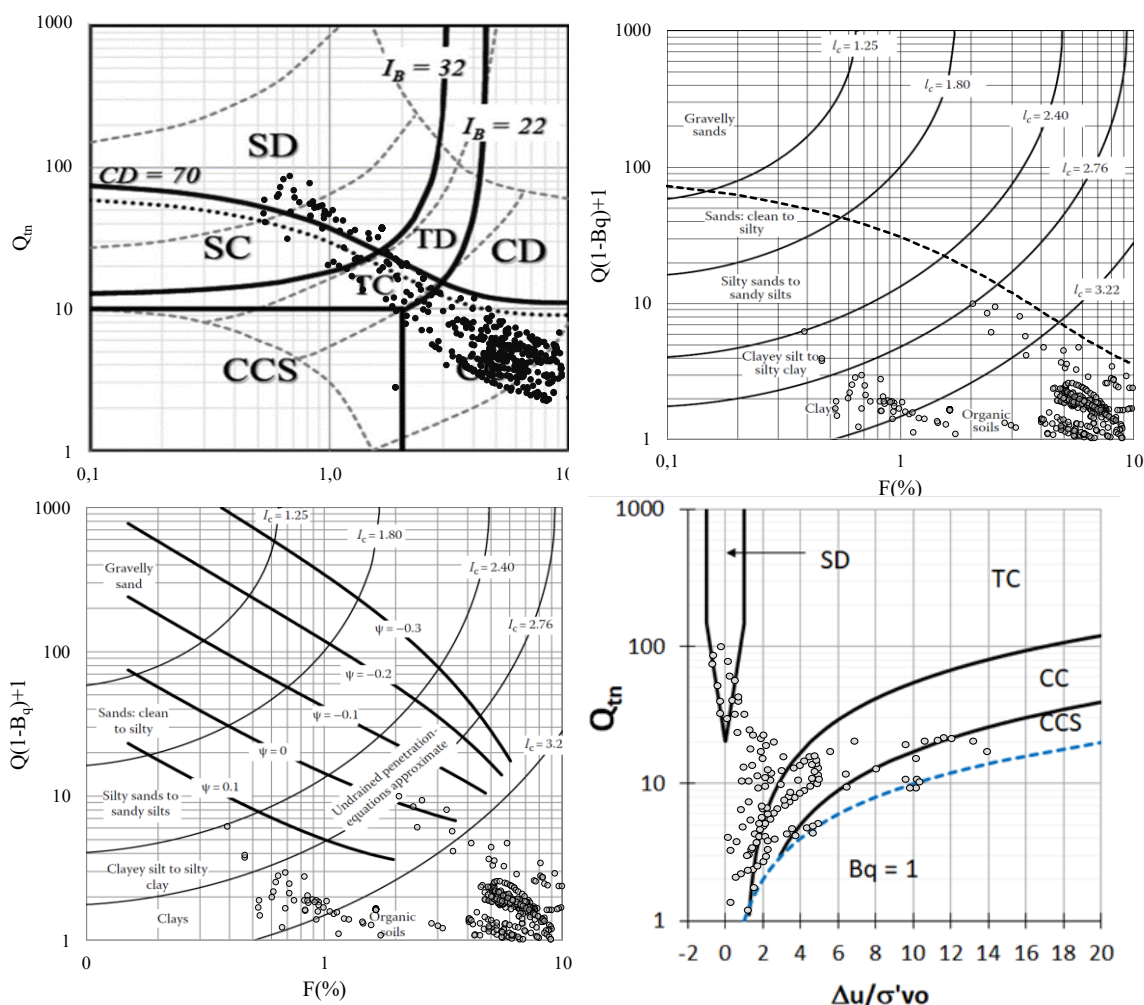 1000
100
10
1
Q_tn
I_B = 32
I_B = 22
SD
CD = 70
SC
TD
CD
TC
CCS
0,1
1,0
10
1000
100
10
1
Q(1-Bq)+1
I_c = 1.25
I_c = 1.80
I_c = 2.40
I_c = 2.76
I_c = 3.22
Gravelly
sands
Sands: clean to
silty
Silty sands to
sandy silts
Clayey silt to
silty clay
Clay
Organic
soils
0,1
1
10
F(%)
1000
100
10
1
Q(1-B_q)+1
I_c = 1.25
I_c = 1.80
I_c = 2.40
I_c = 2.76
I_c = 3.2
Gravelly
sand
ψ = −0.3
ψ = −0.2
ψ = −0.1
ψ = 0
ψ = 0.1
Sands: clean
to silty
Undrained penetration-
equations approximate
Silty sands to
sandy silts
Clayey silt to silty
clay
Clays
Organic
soils
0
1
10
F(%)
1000
100
10
1
Q_tn
SD
TC
CC
CCS
Bq = 1
-2 0 2 4 6 8 10 12 14 16 18 20
Δu/σ'vo